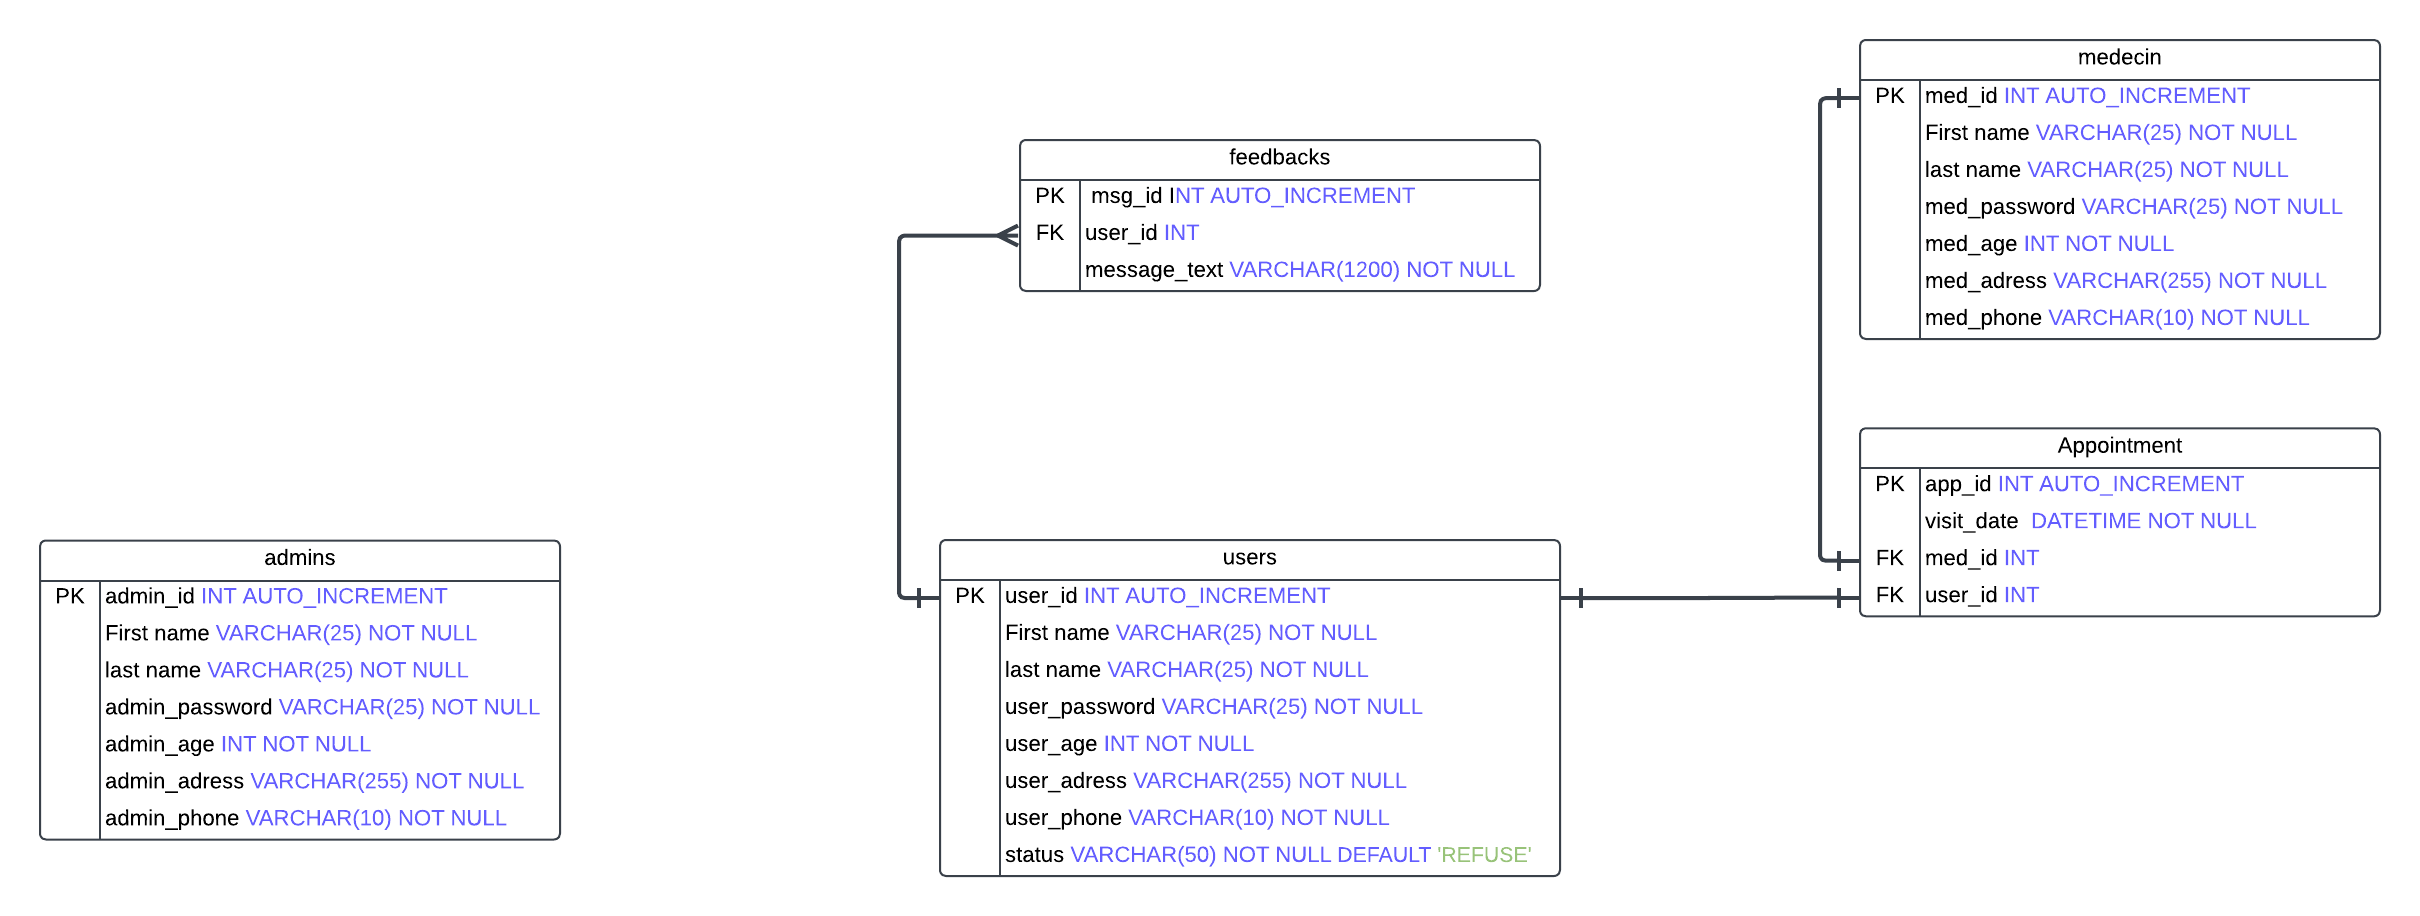 medecin
PK med_id INT AUTO_INCREMENT
First name VARCHAR(25) NOT NULL
last name VARCHAR(25) NOT NULL
med_password VARCHAR(25) NOT NULL
med_age INT NOT NULL
med_adress VARCHAR(255) NOT NULL
med_phone VARCHAR(10) NOT NULL
feedbacks
PK msg_id INT AUTO_INCREMENT
FK user_id INT
message_text VARCHAR(1200) NOT NULL
Appointment
PK app_id INT AUTO_INCREMENT
visit_date DATETIME NOT NULL
FK med_id INT
FK user_id INT
admins
PK admin_id INT AUTO_INCREMENT
First name VARCHAR(25) NOT NULL
last name VARCHAR(25) NOT NULL
admin_password VARCHAR(25) NOT NULL
admin_age INT NOT NULL
admin_adress VARCHAR(255) NOT NULL
admin_phone VARCHAR(10) NOT NULL
users
PK user_id INT AUTO_INCREMENT
First name VARCHAR(25) NOT NULL
last name VARCHAR(25) NOT NULL
user_password VARCHAR(25) NOT NULL
user_age INT NOT NULL
user_adress VARCHAR(255) NOT NULL
user_phone VARCHAR(10) NOT NULL
status VARCHAR(50) NOT NULL DEFAULT 'REFUSE'